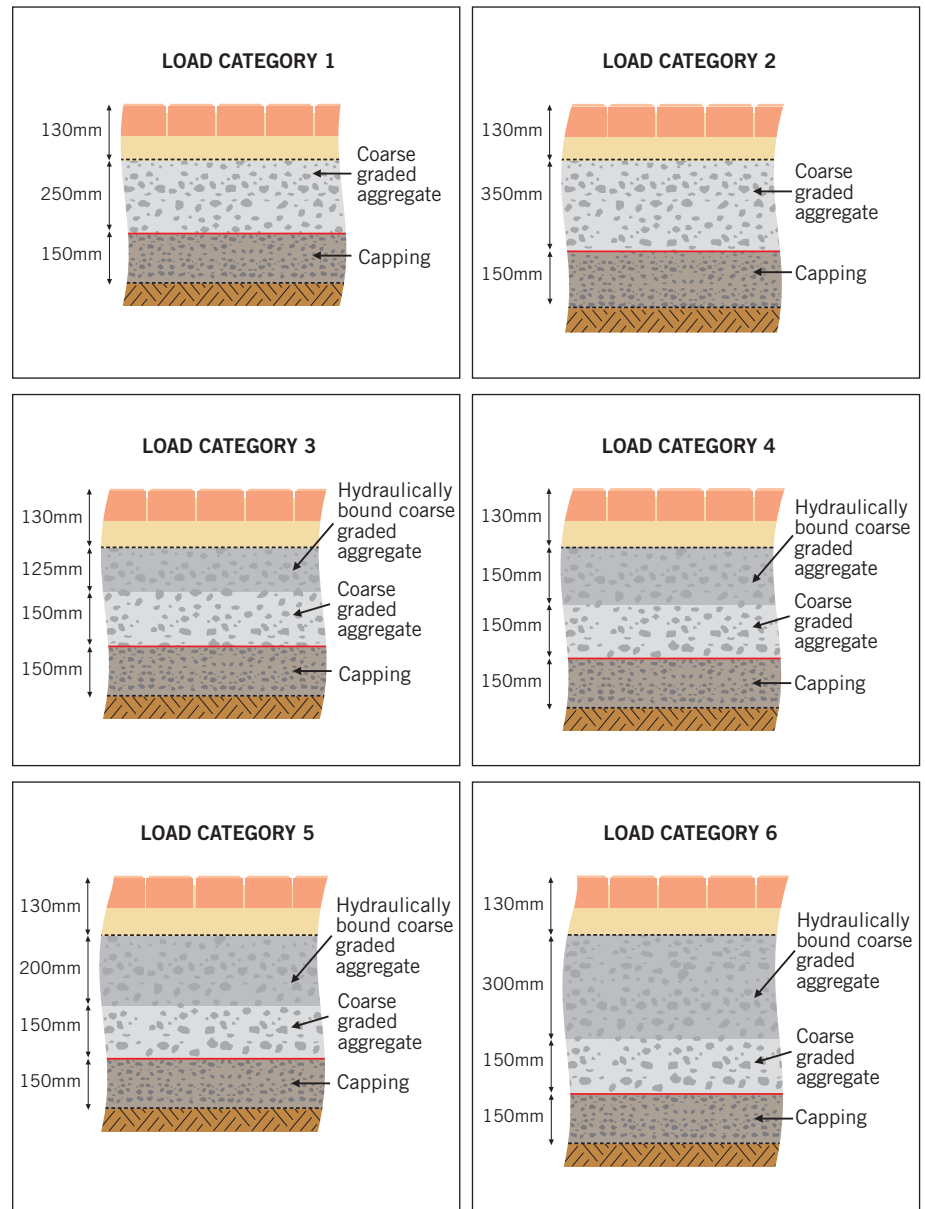 LOAD CATEGORY 1
130mm
250mm
150mm
Coarse
graded
aggregate
Capping
LOAD CATEGORY 2
130mm
350mm
150mm
Coarse
graded
aggregate
Capping
LOAD CATEGORY 3
130mm
125mm
150mm
150mm
Hydraulically
bound coarse
graded
aggregate
Coarse
graded
aggregate
Capping
LOAD CATEGORY 4
130mm
150mm
150mm
150mm
Hydraulically
bound coarse
graded
aggregate
Coarse
graded
aggregate
Capping
LOAD CATEGORY 5
130mm
200mm
150mm
150mm
Hydraulically
bound coarse
graded
aggregate
Coarse
graded
aggregate
Capping
LOAD CATEGORY 6
130mm
300mm
150mm
150mm
Hydraulically
bound coarse
graded
aggregate
Coarse
graded
aggregate
Capping